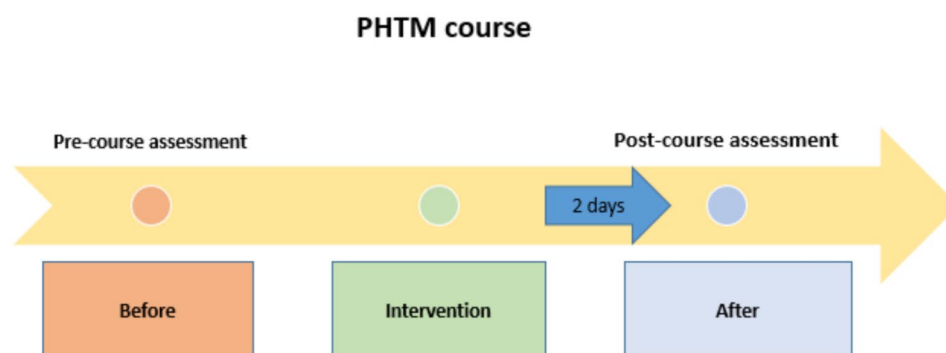 PHTM course
Pre-course assessment
Post-course assessment
2 days
Before
Intervention
After